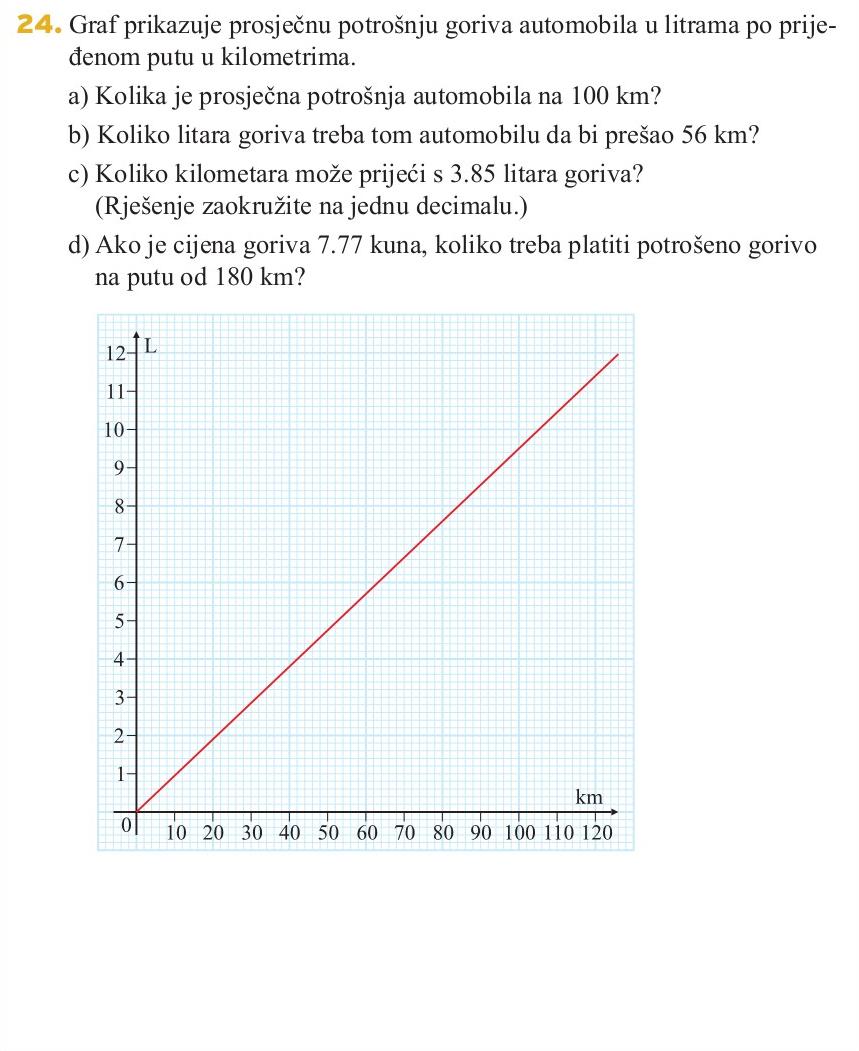 24. Graf prikazuje prosječnu potrošnju goriva automobila u litrama po prije-
đenom putu u kilometrima.
a) Kolika je prosječna potrošnja automobila na 100 km?
b) Koliko litara goriva treba tom automobilu da bi prešao 56 km?
c) Koliko kilometara može prijeći s 3.85 litara goriva?
(Rješenje zaokružite na jednu decimalu.)
d) Ako je cijena goriva 7.77 kuna, koliko treba platiti potrošeno gorivo
na putu od 180 km?
12 L
11
10
9
8
7
6
5
4
3
2
1
km
0 10 20 30 40 50 60 70 80 90 100 110 120